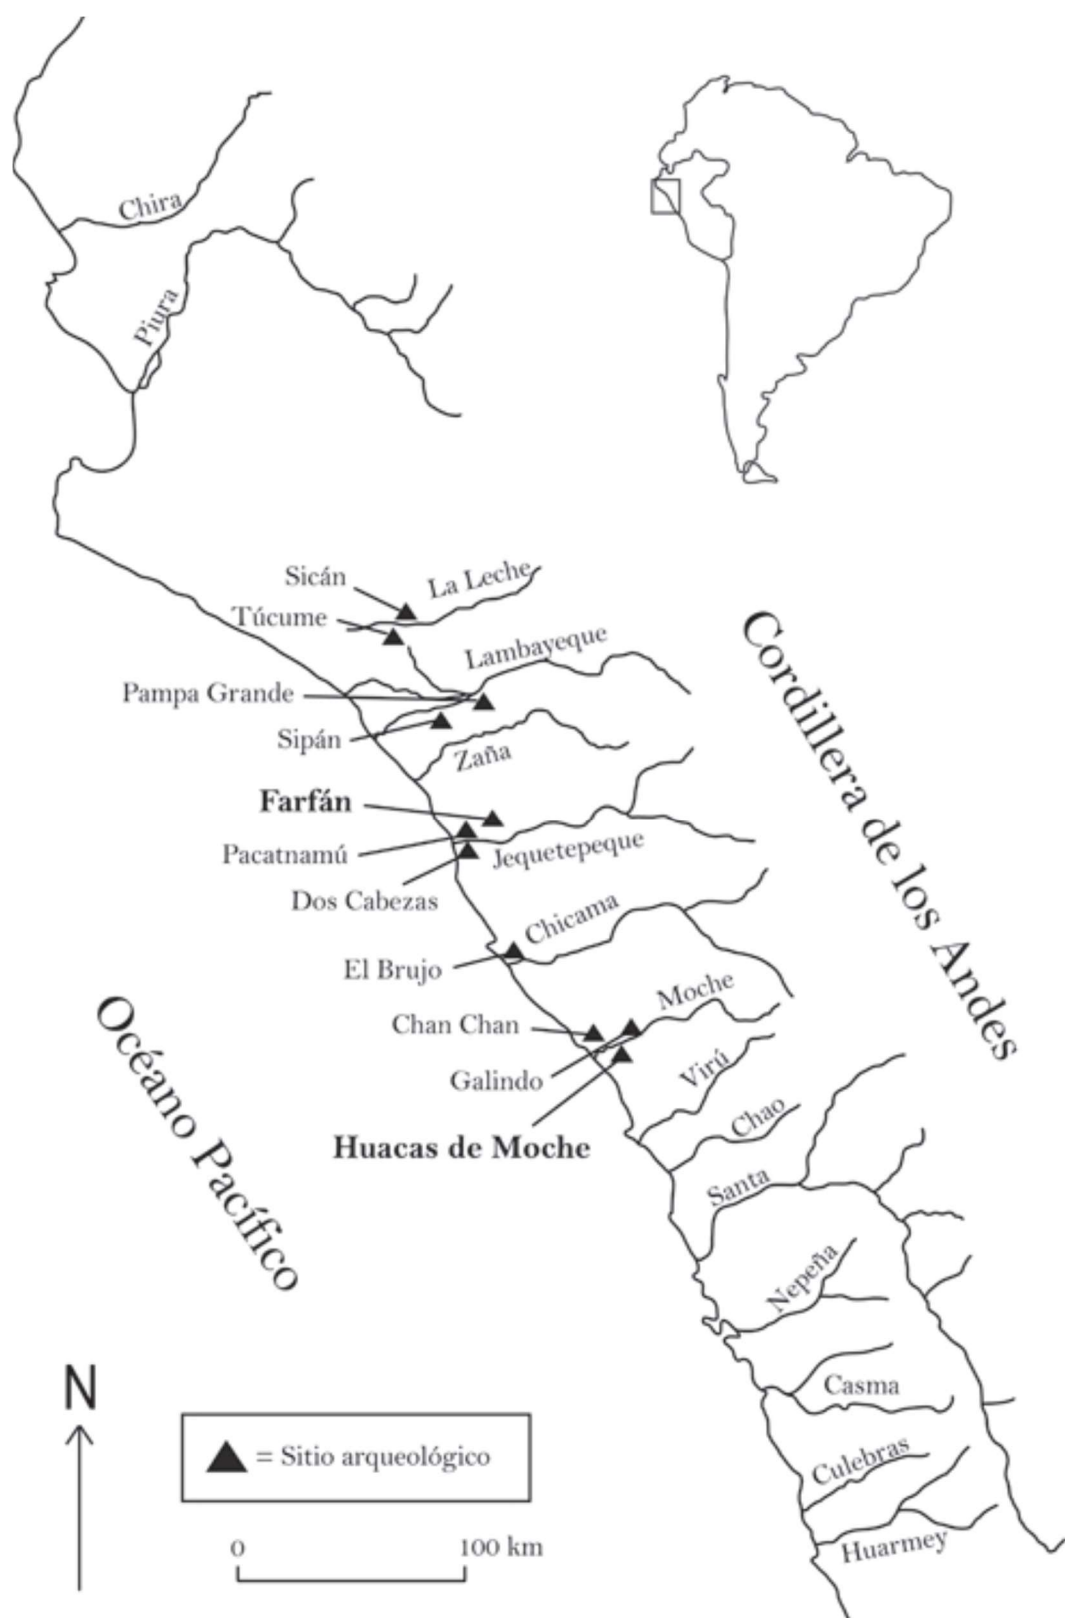 Chira
Piura
Sicán
La Leche
Túcume
Lambayeque
Pampa Grande
Sipán
Zaña
Farfán
Pacatnamú
Jequetepeque
Dos Cabezas
Chicama
El Brujo
Moche
Chan Chan
Galindo
Virú
Huacas de Moche
Chao
Santa
Nepeña
Casma
Culebras
Huarmey
Cordillera de los Andes
Océano Pacífico
N
= Sitio arqueológico
0 100 km